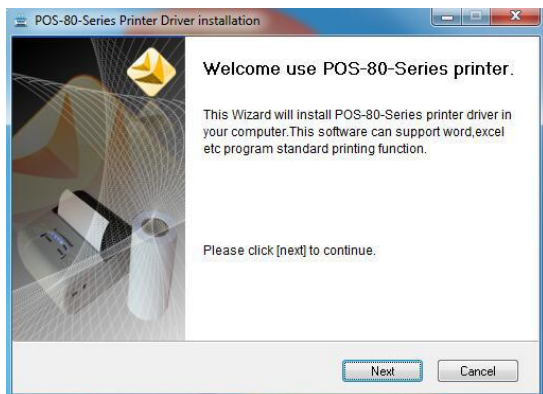 POS-80-Series Printer Driver installation
Welcome use POS-80-Series printer.
This Wizard will install POS-80-Series printer driver in
your computer.This software can support word,excel
etc program standard printing function.
Please click [next] to continue.
Next
Cancel